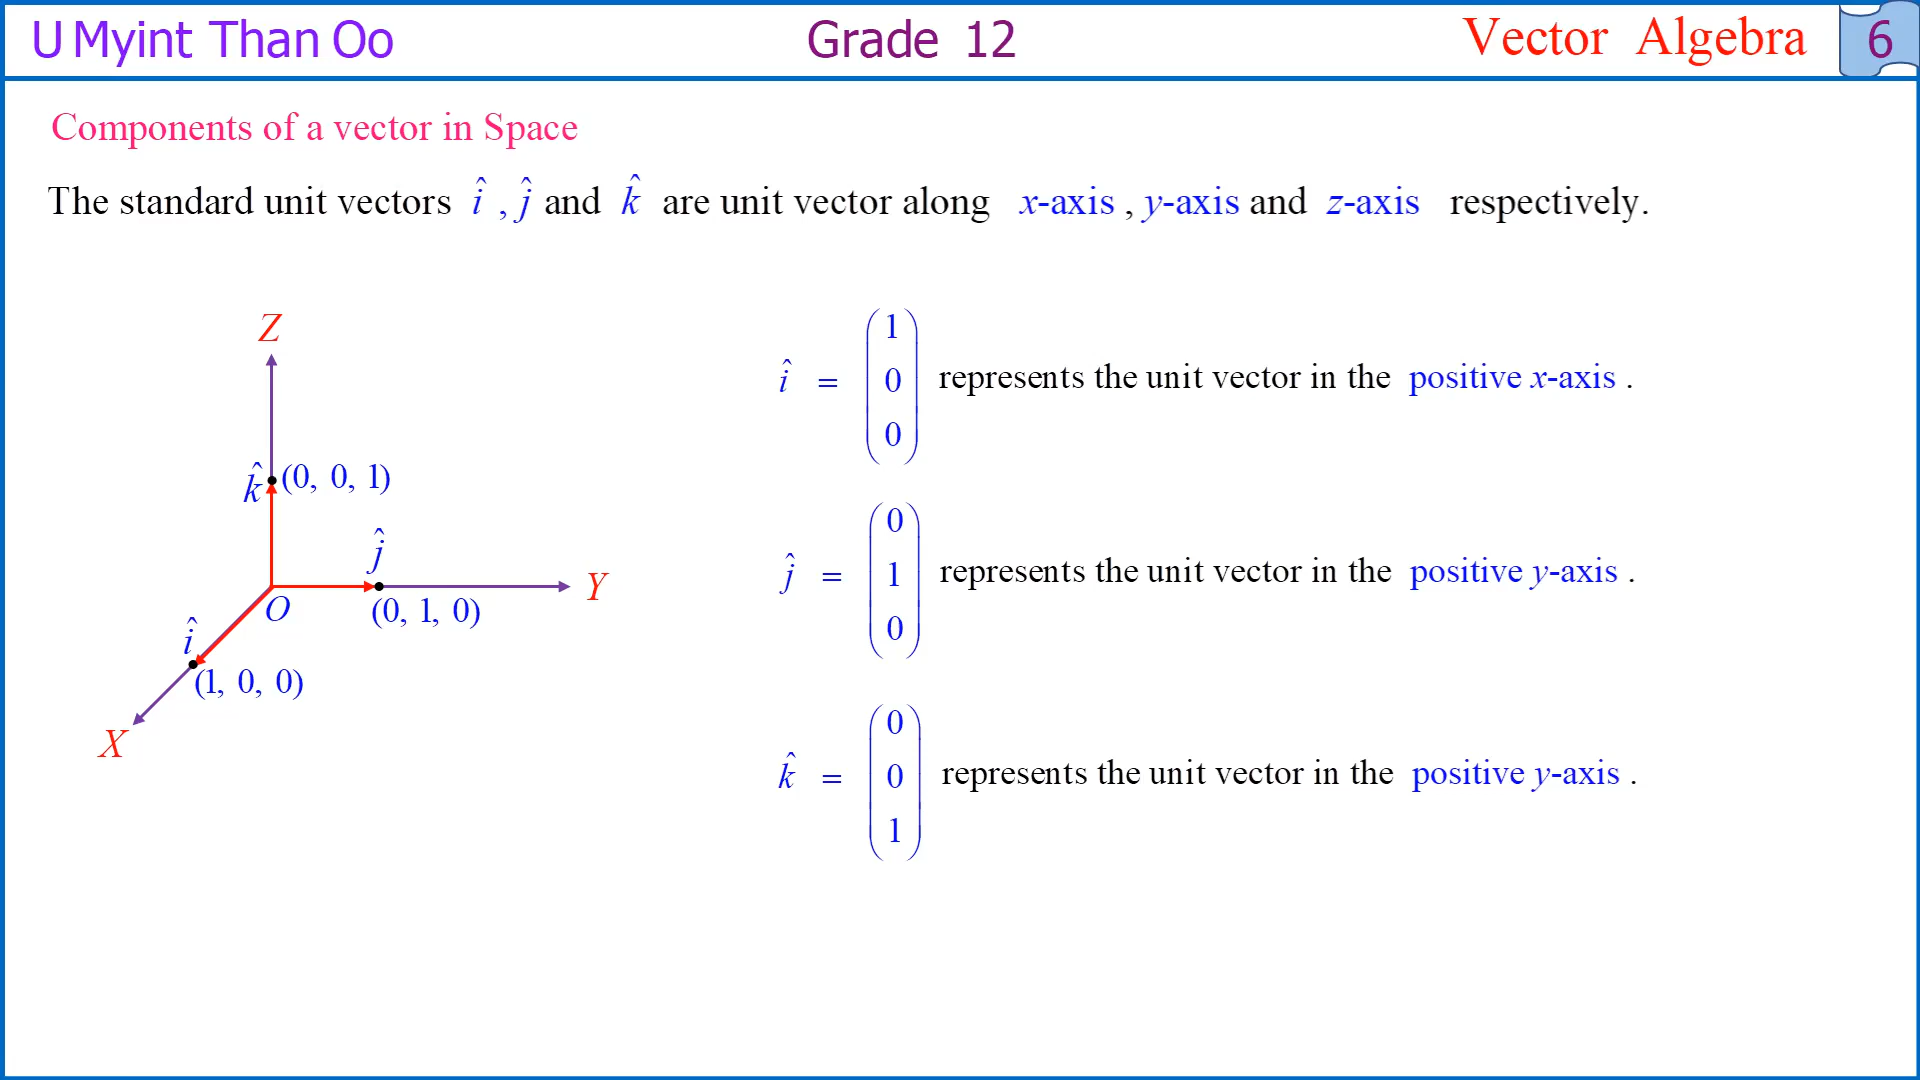 U Myint Than Oo Grade 12 Vector Algebra 6
Components of a vector in Space
The standard unit vectors î , ĵ and k̂ are unit vector along x-axis , y-axis and z-axis respectively.
Z
k̂ (0, 0, 1)
ĵ
Y
O
(0, 1, 0)
î
(1, 0, 0)
X
î = (1 0 0) represents the unit vector in the positive x-axis .
ĵ = (0 1 0) represents the unit vector in the positive y-axis .
k̂ = (0 0 1) represents the unit vector in the positive y-axis .